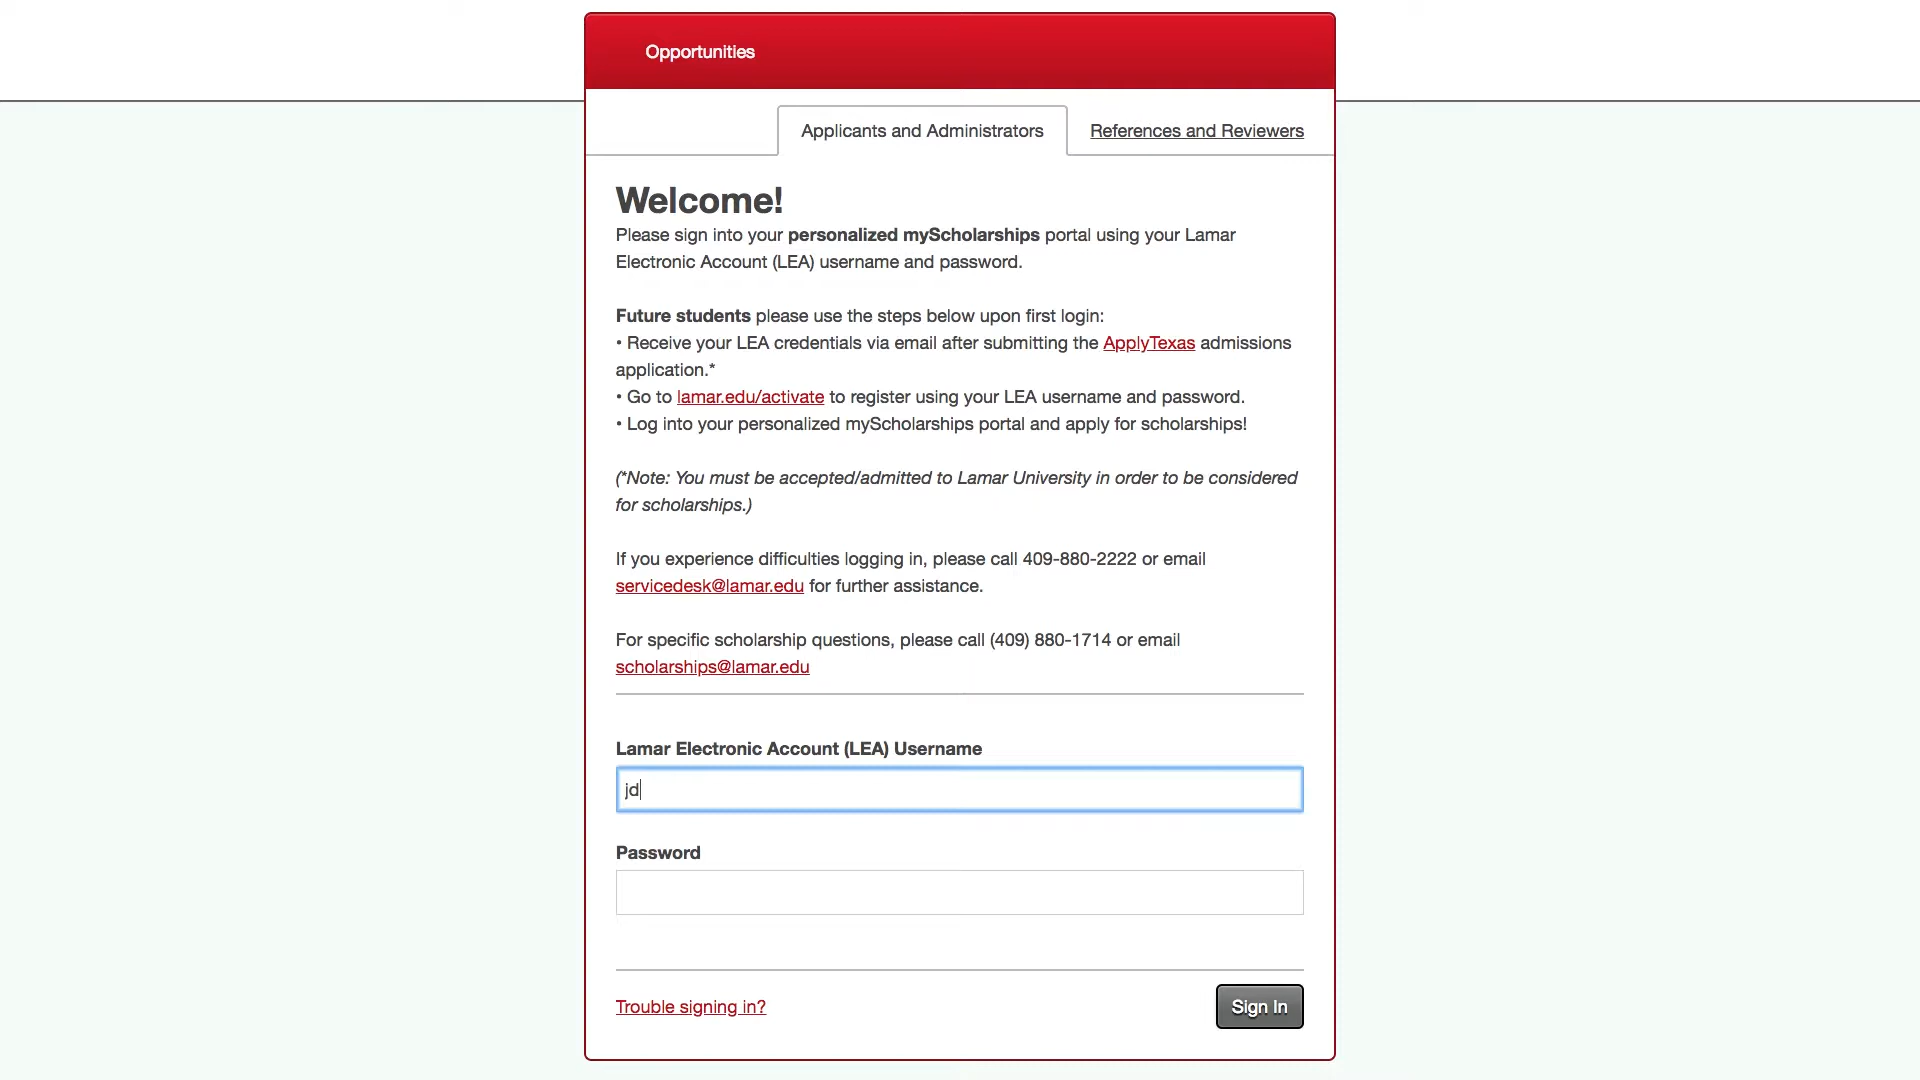 Opportunities
Applicants and Administrators
References and Reviewers
Welcome!
Please sign into your personalized myScholarships portal using your Lamar
Electronic Account (LEA) username and password.
Future students please use the steps below upon first login:
• Receive your LEA credentials via email after submitting the ApplyTexas admissions
application.*
• Go to lamar.edu/activate to register using your LEA username and password.
• Log into your personalized myScholarships portal and apply for scholarships!
(*Note: You must be accepted/admitted to Lamar University in order to be considered
for scholarships.)
If you experience difficulties logging in, please call 409-880-2222 or email
servicedesk@lamar.edu for further assistance.
For specific scholarship questions, please call (409) 880-1714 or email
scholarships@lamar.edu
Lamar Electronic Account (LEA) Username
jd
Password
Trouble signing in?
Sign In